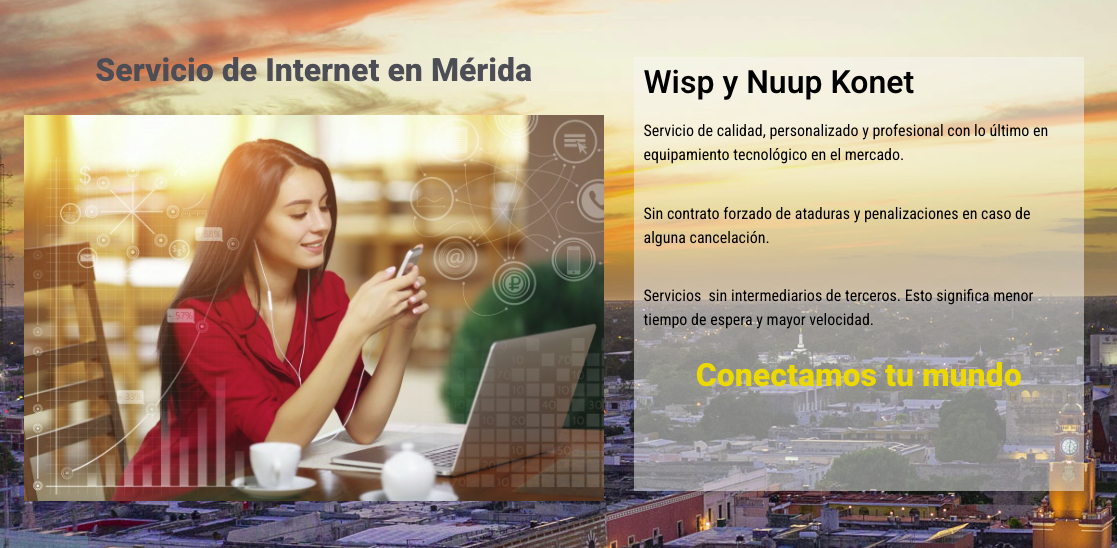 Servicio de Internet en Mérida
Wisp y Nuup Konet
Servicio de calidad, personalizado y profesional con lo último en
equipamiento tecnológico en el mercado.
Sin contrato forzado de ataduras y penalizaciones en caso de
alguna cancelación.
Servicios  sin intermediarios de terceros. Esto significa menor
tiempo de espera y mayor velocidad.
Conectamos tu mundo
$
57%
@